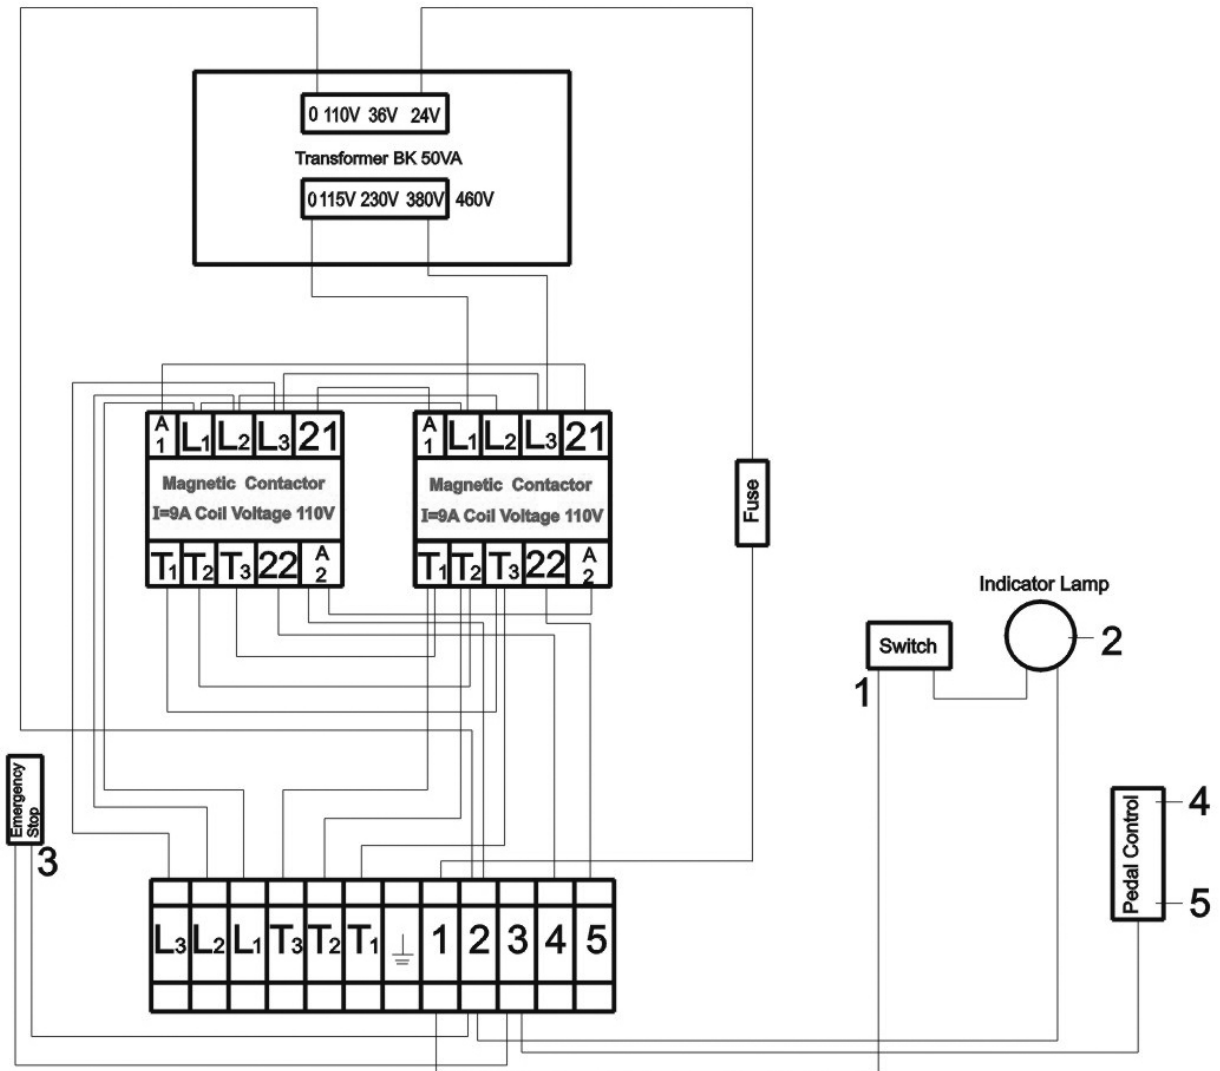 0 110V 36V 24V
Transformer BK 50VA
0 115V 230V 380V 460V
A1 L1 L2 L3 21
Magnetic Contactor
I=9A Coil Voltage 110V
T1 T2 T3 22 A2
A1 L1 L2 L3 21
Magnetic Contactor
I=9A Coil Voltage 110V
T1 T2 T3 22 A2
Fuse
Indicator Lamp
2
Switch
1
Emergency
Stop
3
Pedal Control
4
5
L3 L2 L1 T3 T2 T1 ⏚ 1 2 3 4 5